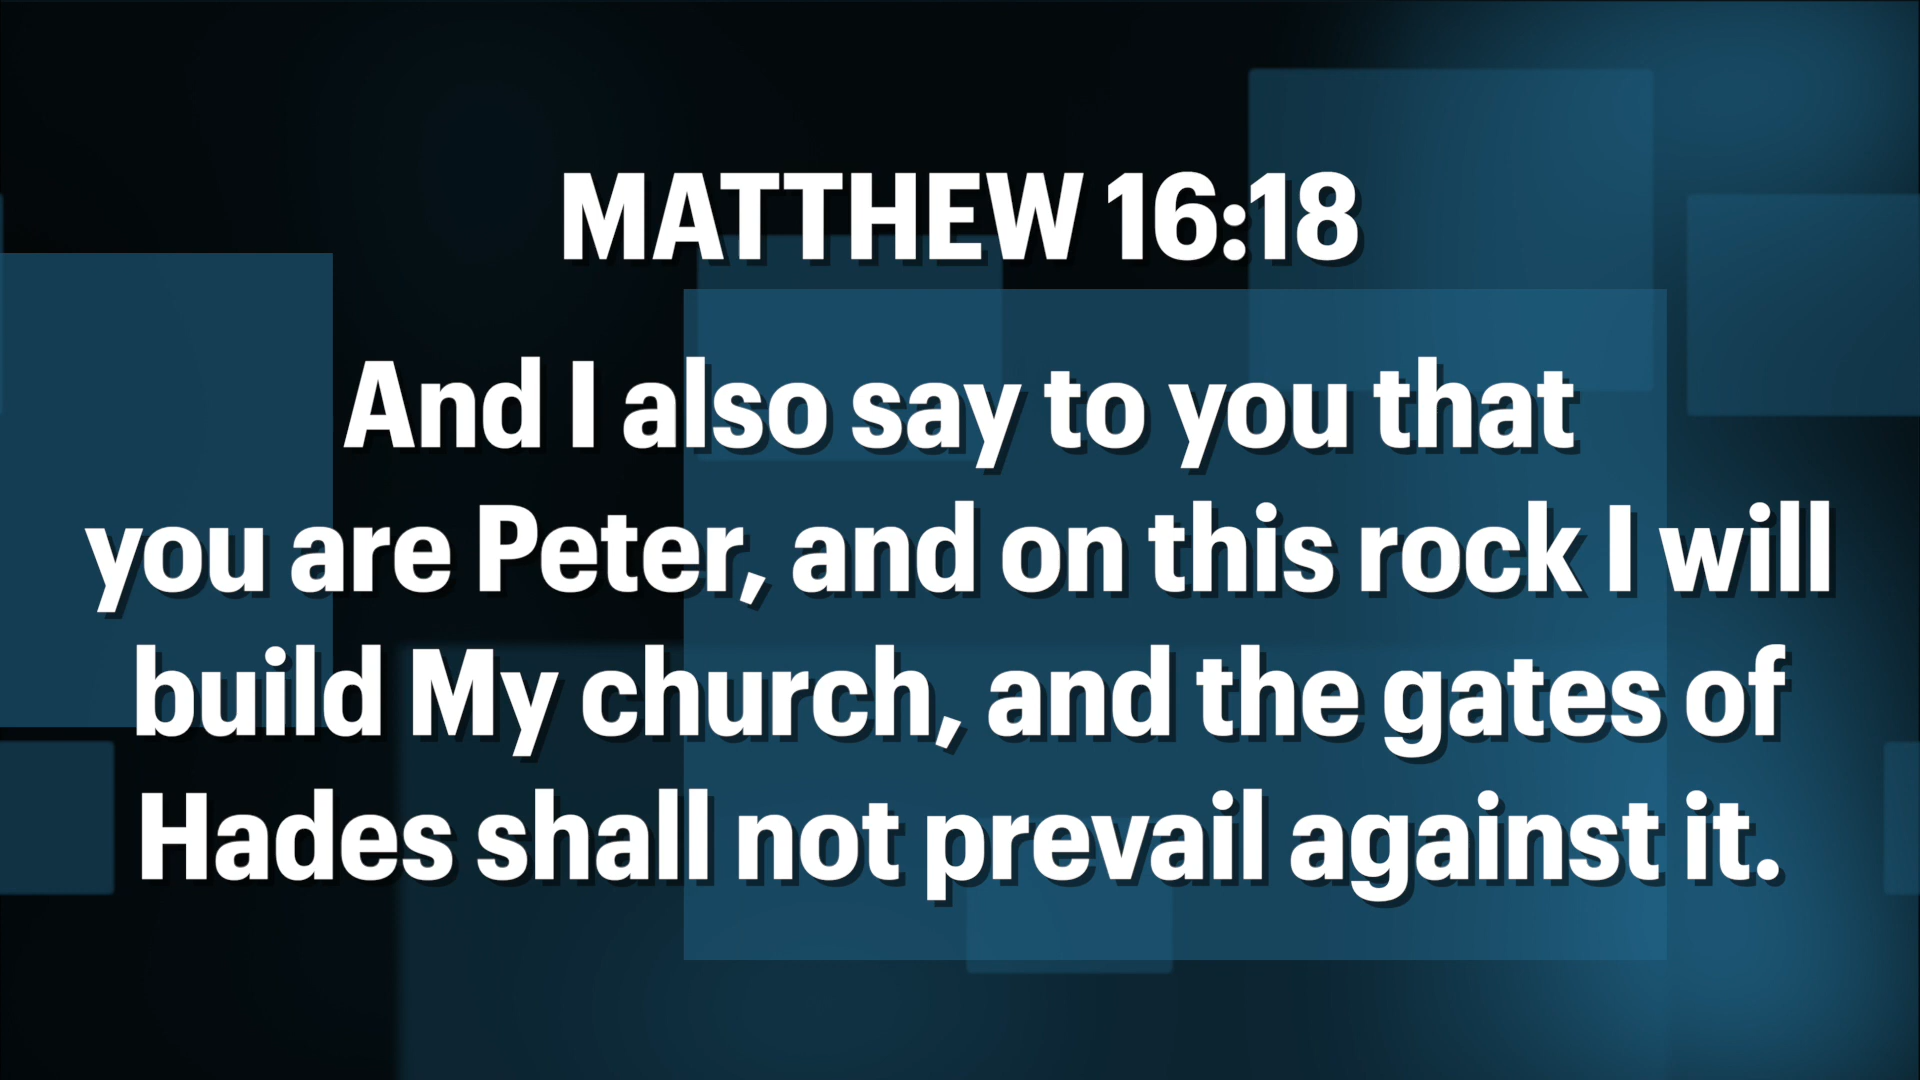 MATTHEW 16:18
And I also say to you that
you are Peter, and on this rock I will
build My church, and the gates of
Hades shall not prevail against it.